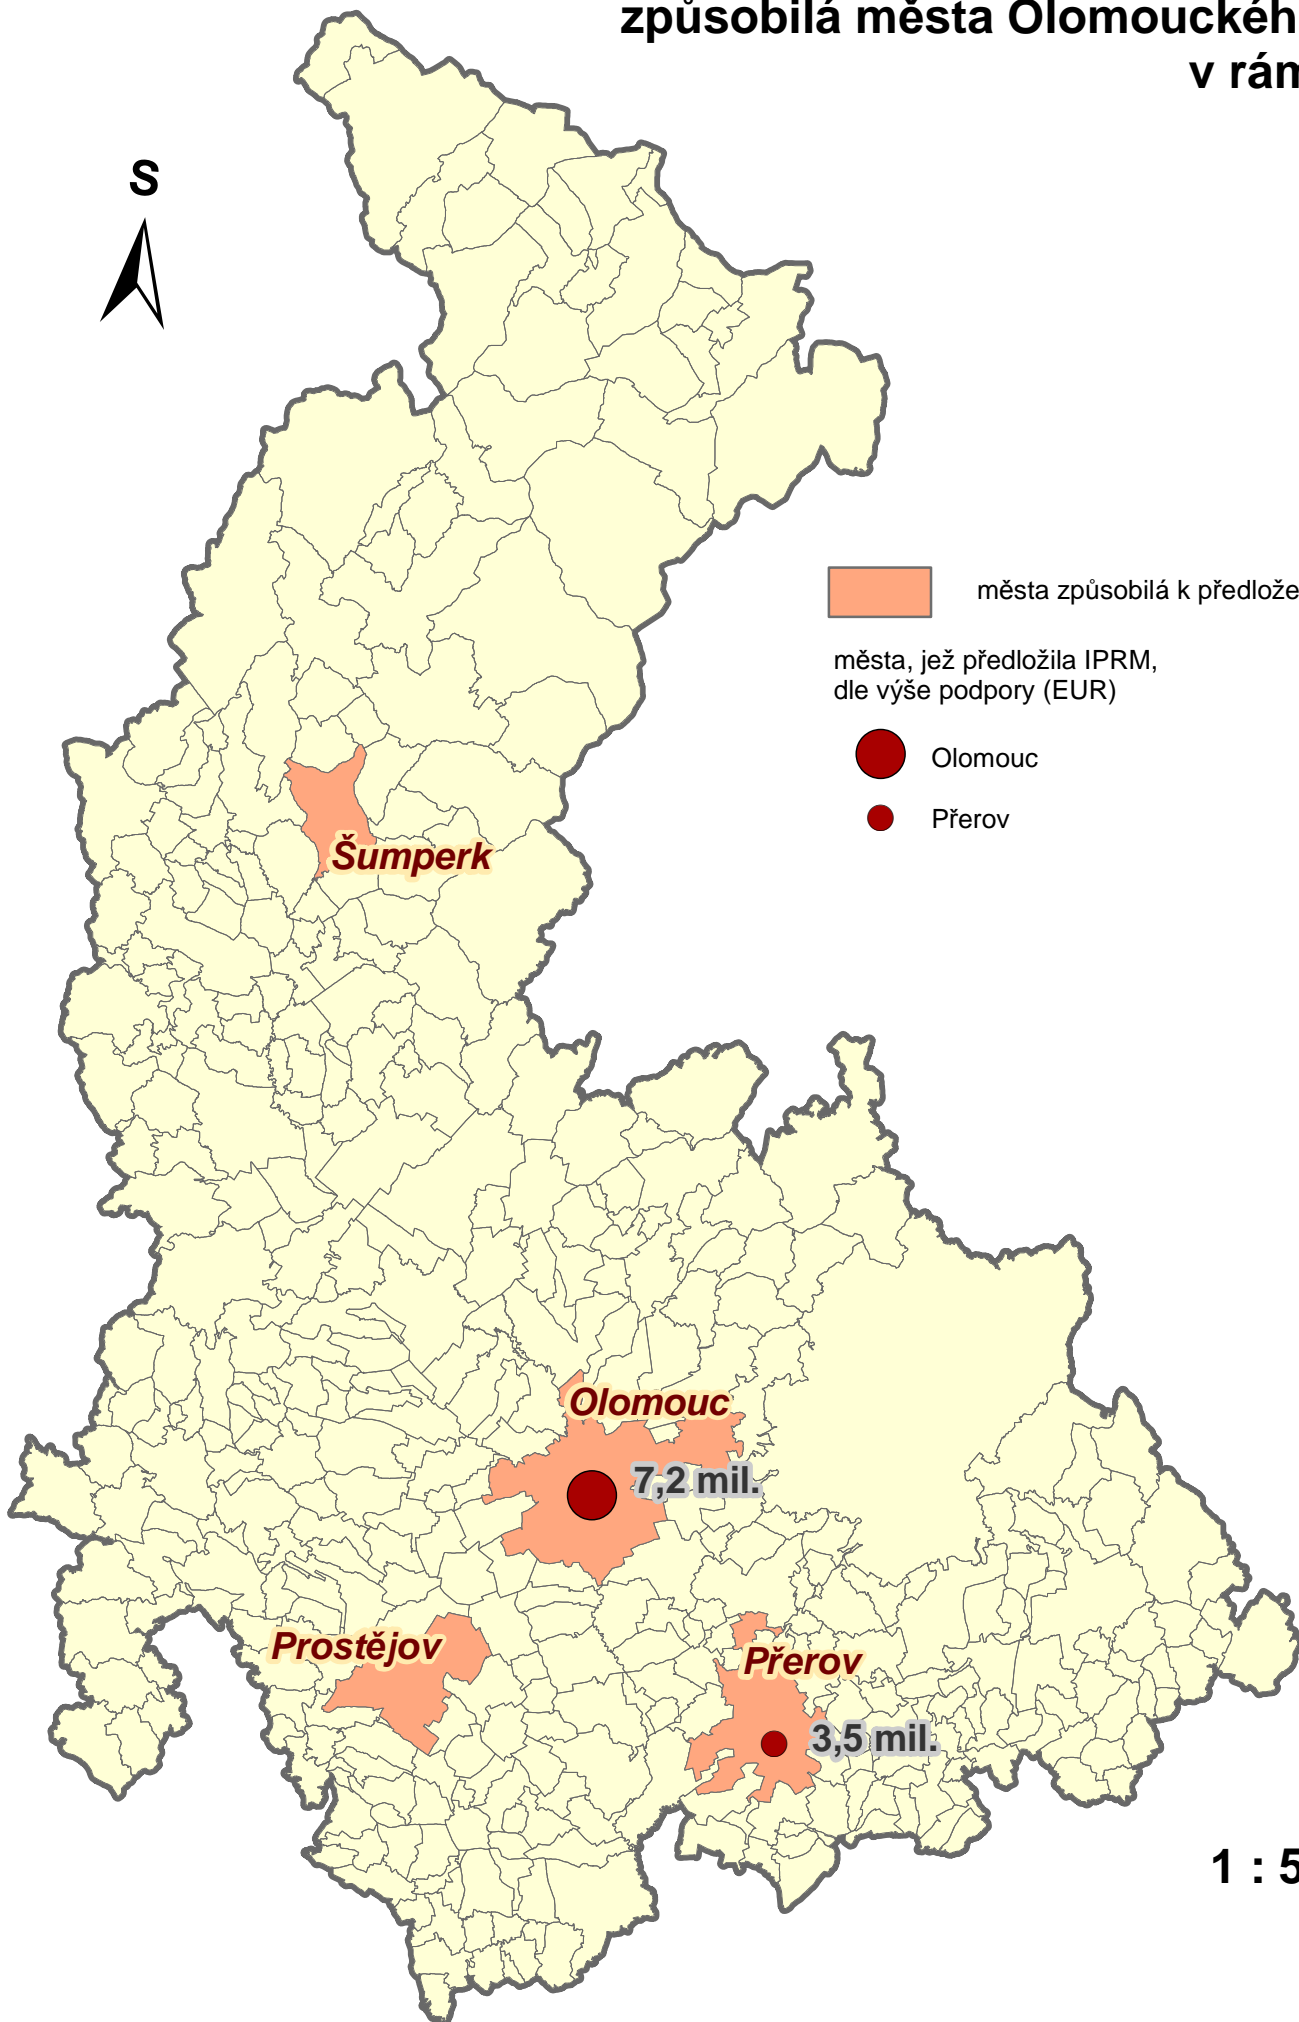 způsobilá města Olomouckéh
v rám
S
města způsobilá k předlože
města, jež předložila IPRM,
dle výše podpory (EUR)
Olomouc
Přerov
Šumperk
Olomouc
7,2 mil.
Prostějov
Přerov
3,5 mil.
1 : 5